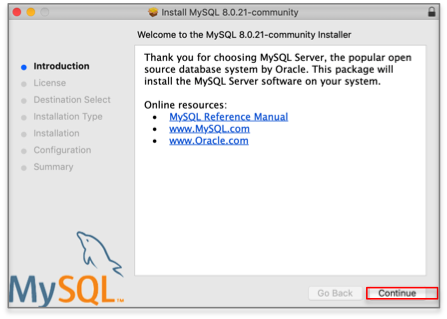 Install MySQL 8.0.21-community
Welcome to the MySQL 8.0.21-community Installer
Introduction
License
Destination Select
Installation Type
Installation
Configuration
Summary
Thank you for choosing MySQL Server, the popular open
source database system by Oracle. This package will
install the MySQL Server software on your system.
Online resources:
• MySQL Reference Manual
• www.MySQL.com
• www.Oracle.com
MySQL™
Go Back
Continue